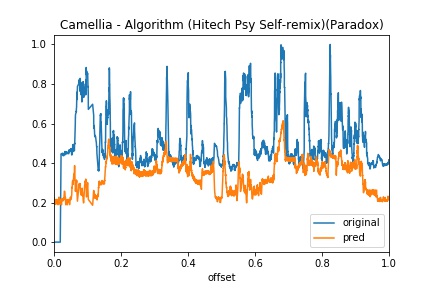 Camellia - Algorithm (Hitech Psy Self-remix)(Paradox)
1.0
0.8
0.6
0.4
0.2
0.0
0.0 0.2 0.4 0.6 0.8 1.0
offset
original
pred